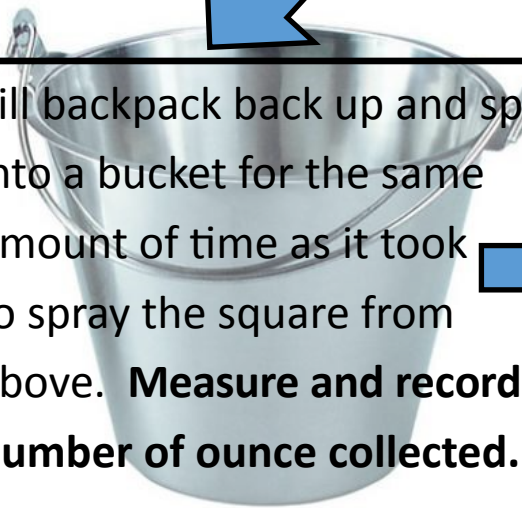 ill backpack back up and sp
nto a bucket for the same
mount of time as it took
o spray the square from
bove. Measure and record
umber of ounce collected.